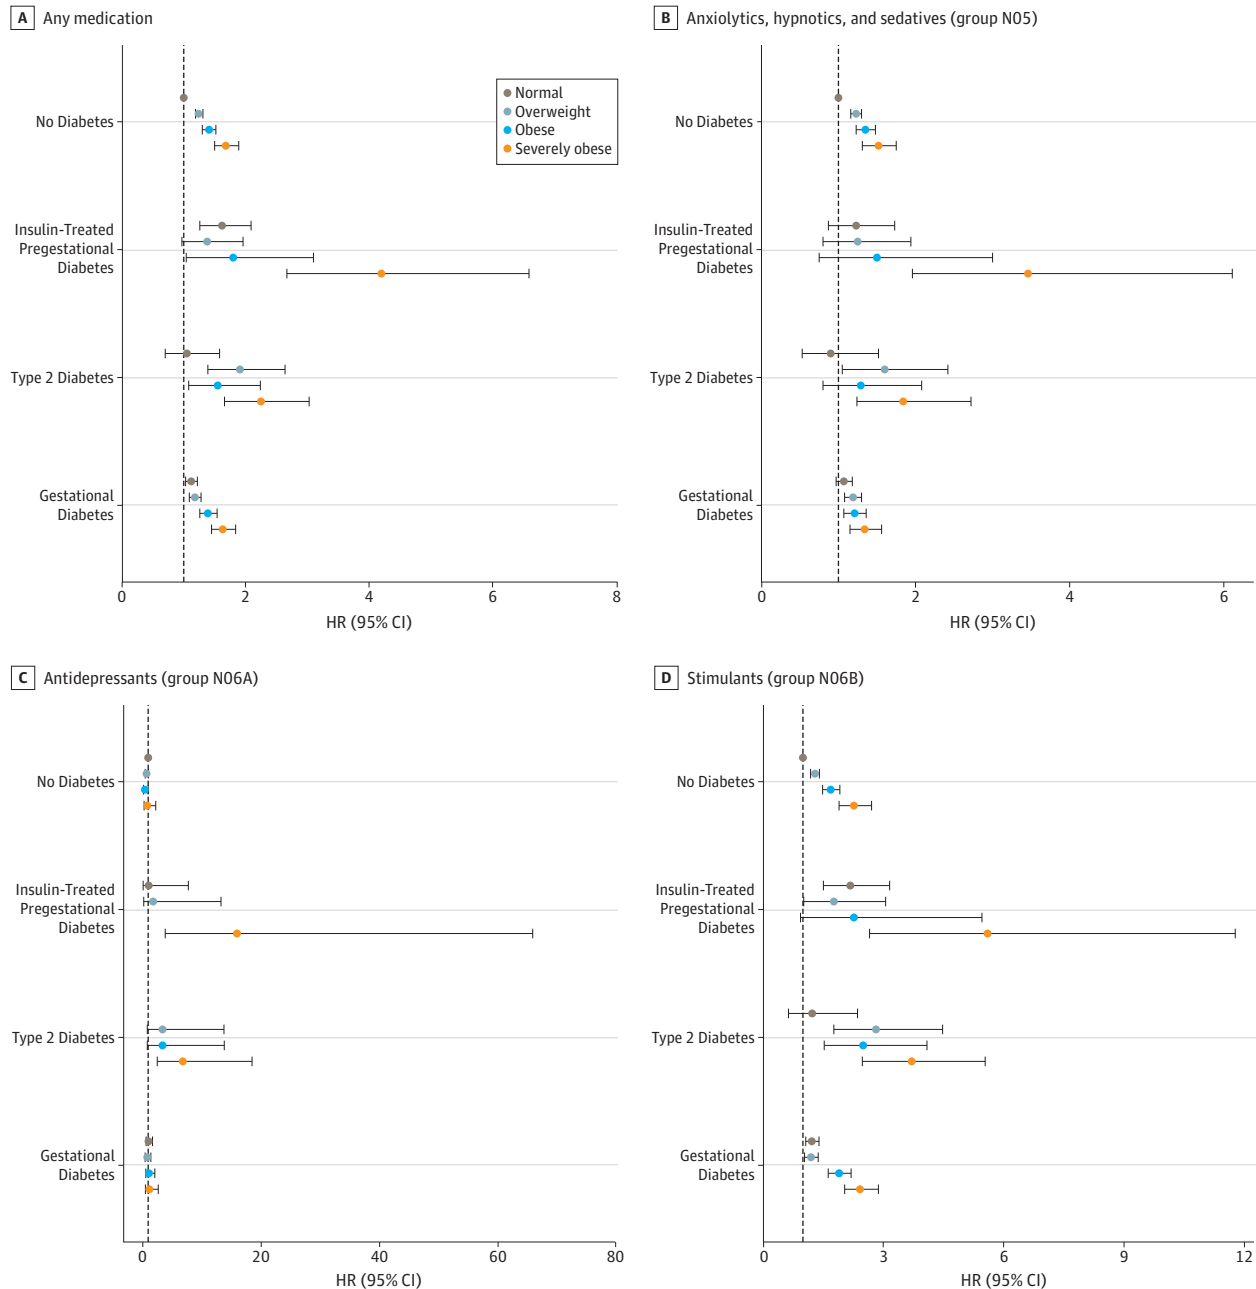 A Any medication
Normal
Overweight
Obese
Severely obese
No Diabetes
Insulin-Treated
Pregestational
Diabetes
Type 2 Diabetes
Gestational
Diabetes
0 2 4 6 8
HR (95% CI)
B Anxiolytics, hypnotics, and sedatives (group N05)
No Diabetes
Insulin-Treated
Pregestational
Diabetes
Type 2 Diabetes
Gestational
Diabetes
0 2 4 6
HR (95% CI)
C Antidepressants (group N06A)
No Diabetes
Insulin-Treated
Pregestational
Diabetes
Type 2 Diabetes
Gestational
Diabetes
0 20 40 60 80
HR (95% CI)
D Stimulants (group N06B)
No Diabetes
Insulin-Treated
Pregestational
Diabetes
Type 2 Diabetes
Gestational
Diabetes
0 3 6 9 12
HR (95% CI)